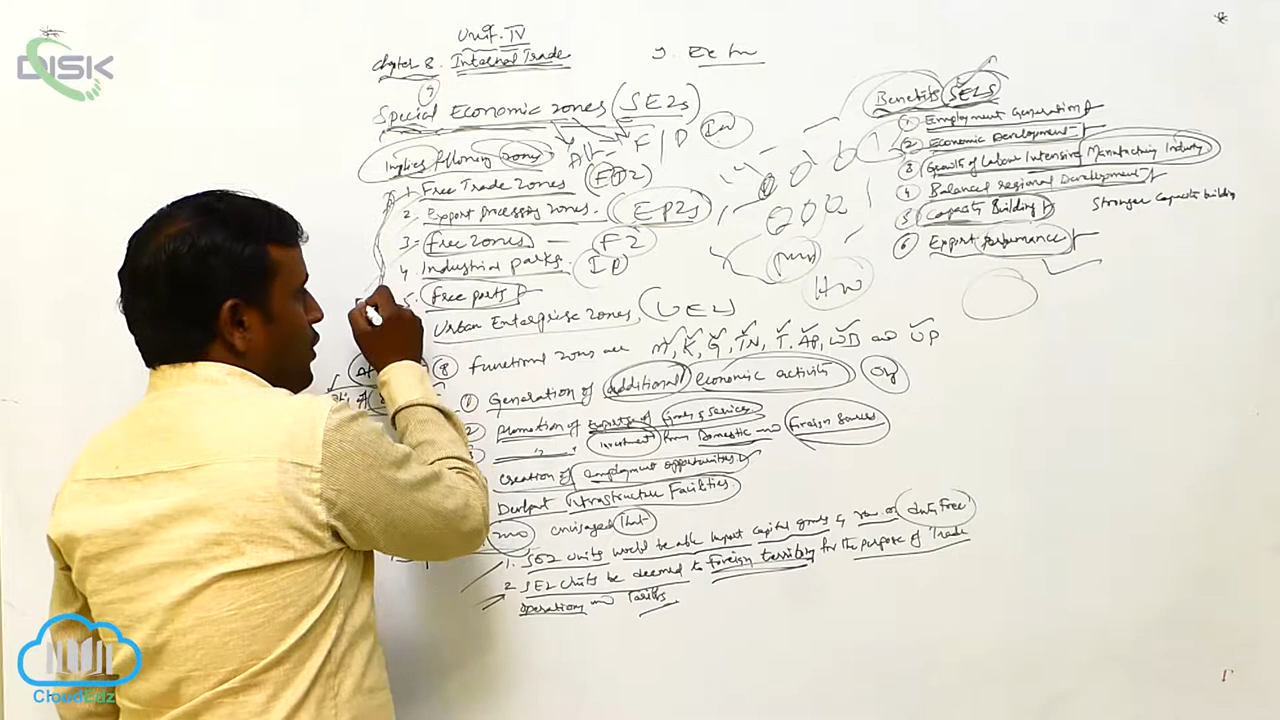 DISK
Unit. IV
Chapter 8. Internal Trade
Special Economic zones (SEZs)
Implies following zones
1. Free Trade zones (FTZ)
2. Export processing zones. (EPZs)
3. free zones — FZ
4. Industrial parks. IP
5. free ports
Urban Enterprise zones, (UEZ)
8 functional zones are M, K, G, TN, T. AP, WB and UP
1 Generation of additional economic activity
2 promotion of exports of Goods & Services
3 investment from Domestic and foreign sources
creation of employment opportunities
infrastructure Facilities.
envisaged that
1. SEZ units would be able import capital goods & raw duty free
2 SEZ units be deemed to foreign territory for the purpose of Trade
operations and Tariffs
Benefits SEZs
1 Employment Generation
2 Economic Development
3 Growth of Labour Intensive Manufacturing Industry
4 Balanced regional Development
5 Capacity Building
Stronger Capacity building
6 Export performance
CloudEdz